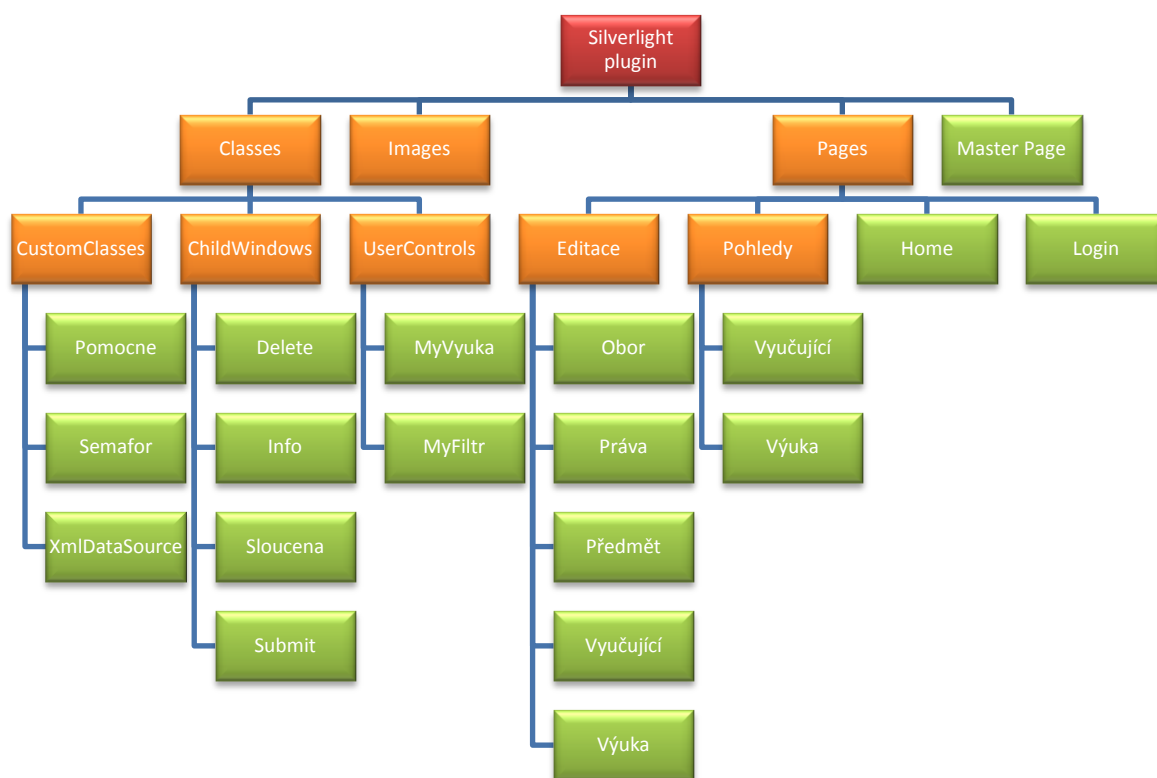 Silverlight
plugin
Classes
Images
Pages
Master Page
CustomClasses
ChildWindows
UserControls
Editace
Pohledy
Home
Login
Pomocne
Delete
MyVyuka
Obor
Vyučující
Semafor
Info
MyFiltr
Práva
Výuka
XmlDataSource
Sloucena
Předmět
Submit
Vyučující
Výuka